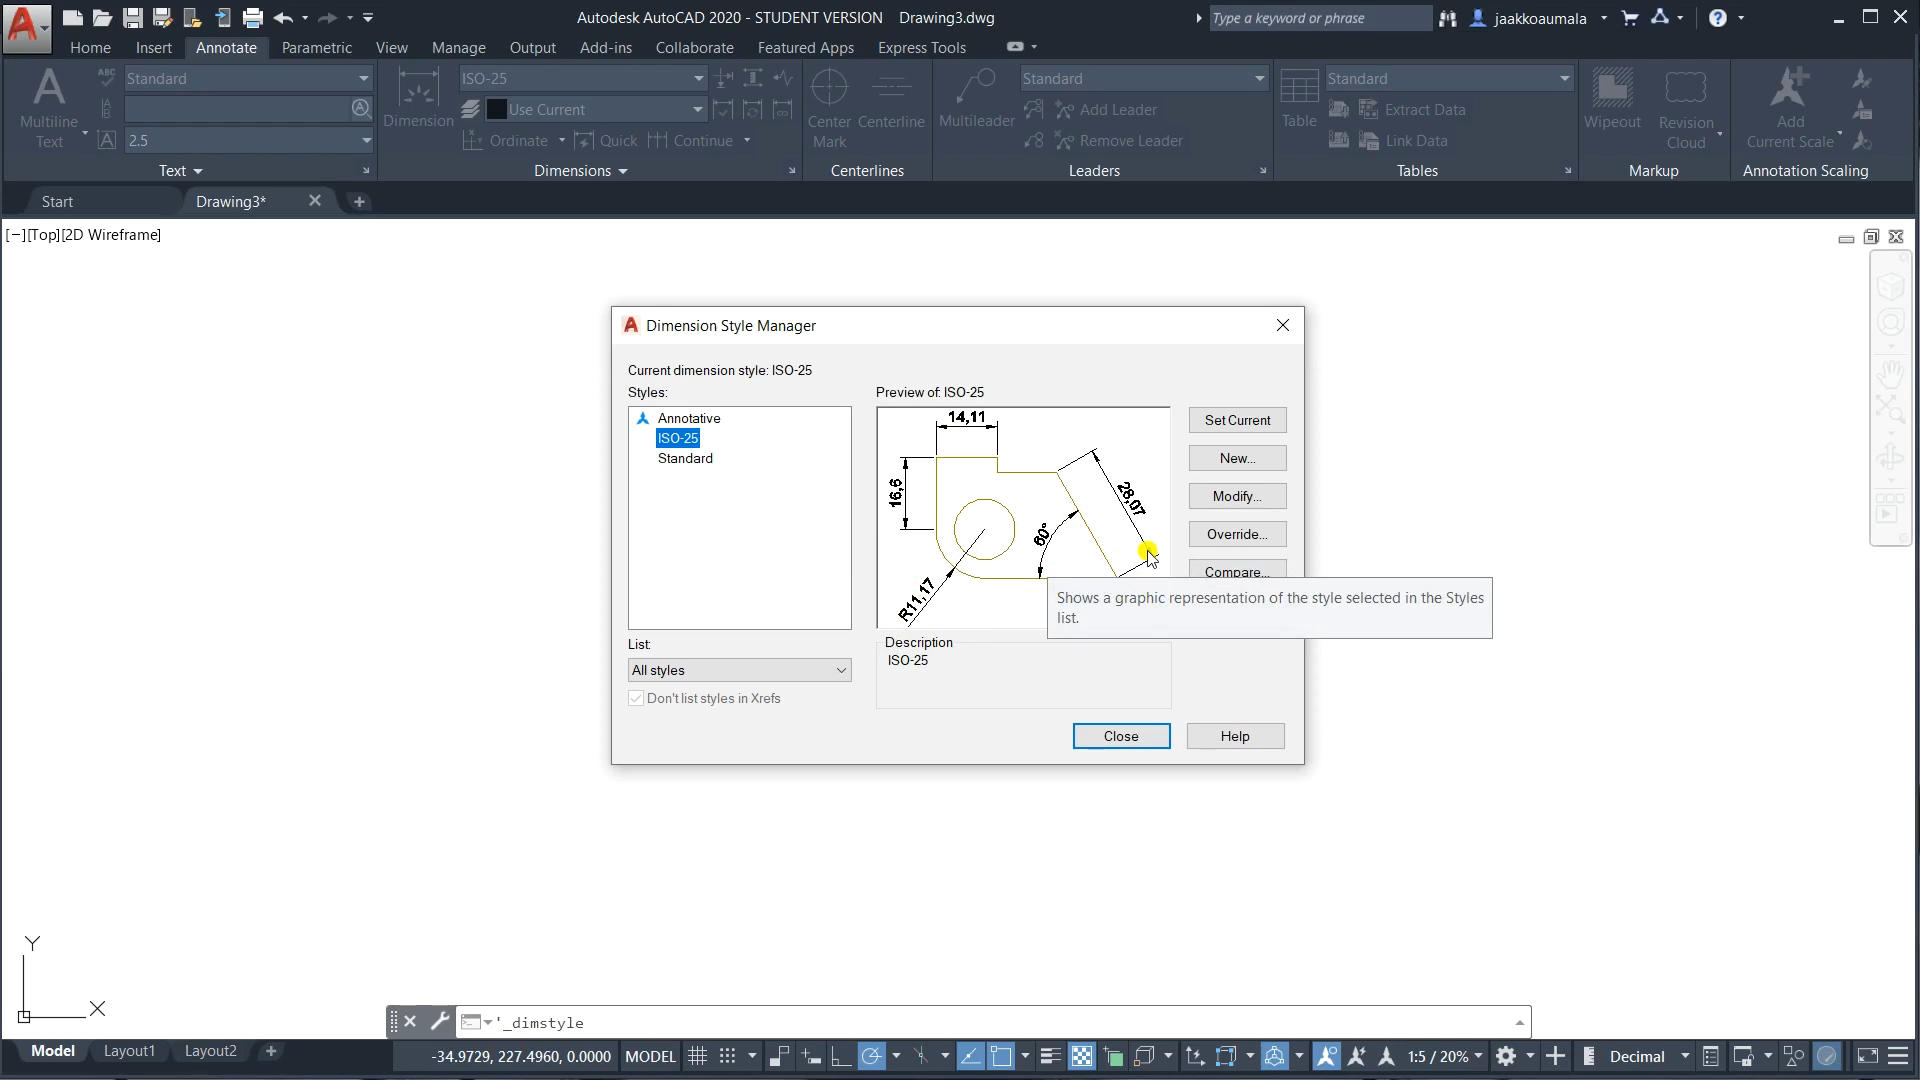 Autodesk AutoCAD 2020 - STUDENT VERSION Drawing3.dwg
Type a keyword or phrase
jaakkoaumala
Home Insert Annotate Parametric View Manage Output Add-ins Collaborate Featured Apps Express Tools
Multiline
Text
ABC
Standard
2.5
Text
Dimension
ISO-25
Use Current
Ordinate Quick Continue
Dimensions
Center
Mark
Centerline
Centerlines
Multileader
Standard
Add Leader
Remove Leader
Leaders
Table
Standard
Extract Data
Link Data
Tables
Wipeout
Revision
Cloud
Markup
Add
Current Scale
Annotation Scaling
Start
Drawing3*
[−][Top][2D Wireframe]
Dimension Style Manager
Current dimension style: ISO-25
Styles:
Annotative
ISO-25
Standard
List:
All styles
Don't list styles in Xrefs
Preview of: ISO-25
14,11
16,6
28,07
60°
R11,17
Set Current
New...
Modify...
Override...
Compare...
Shows a graphic representation of the style selected in the Styles
list.
Description
ISO-25
Close
Help
Y
X
'_dimstyle
Model Layout1 Layout2
-34.9729, 227.4960, 0.0000 MODEL
1:5 / 20%
Decimal